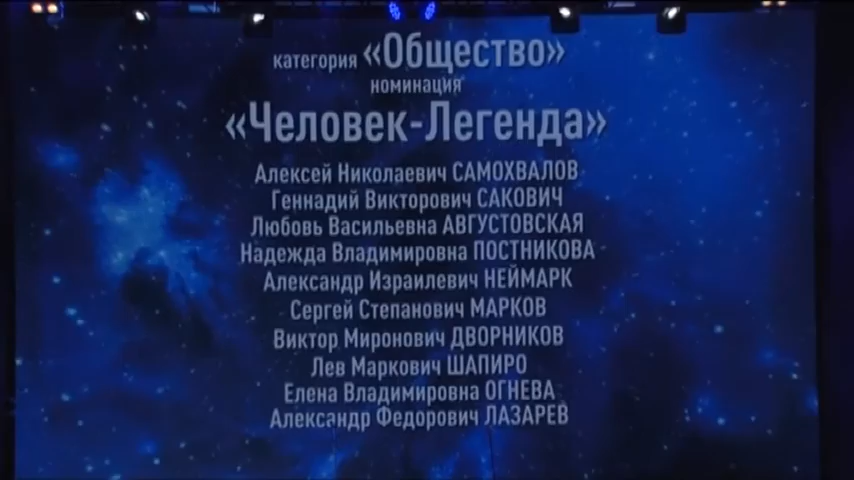 категория «Общество»
номинация
«Человек-Легенда»
Алексей Николаевич САМОХВАЛОВ
Геннадий Викторович САКОВИЧ
Любовь Васильевна АВГУСТОВСКАЯ
Надежда Владимировна ПОСТНИКОВА
Александр Израилевич НЕЙМАРК
Сергей Степанович МАРКОВ
Виктор Миронович ДВОРНИКОВ
Лев Маркович ШАПИРО
Елена Владимировна ОГНЕВА
Александр Федорович ЛАЗАРЕВ